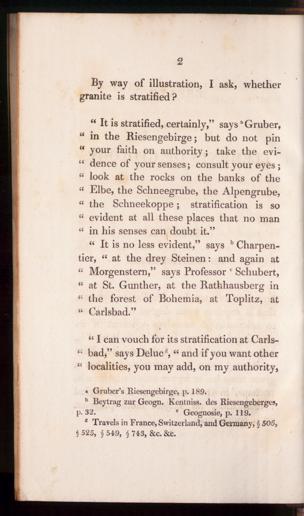 2
By way of illustration, I ask, whether
granite is stratified?
“ It is stratified, certainly,” says ᵃ Gruber,
“ in the Riesengebirge; but do not pin
“ your faith on authority; take the evi-
“ dence of your senses; consult your eyes;
“ look at the rocks on the banks of the
“ Elbe, the Schneegrube, the Alpengrube,
“ the Schneekoppe; stratification is so
“ evident at all these places that no man
“ in his senses can doubt it.”
“ It is no less evident,” says ᵇ Charpen-
tier, “ at the drey Steinen: and again at
“ Morgenstern,” says Professor ᶜ Schubert,
“ at St. Gunther, at the Rathhausberg in
“ the forest of Bohemia, at Toplitz, at
“ Carlsbad.”
“ I can vouch for its stratification at Carls-
“ bad,” says Deluc ᵈ, “ and if you want other
“ localities, you may add, on my authority,
ᵃ Gruber's Riesengebirge, p. 189.
ᵇ Beytrag zur Geogn. Kentniss. des Riesengeberges,
p. 32. ᶜ Geognosie, p. 119.
ᵈ Travels in France, Switzerland, and Germany, § 505,
§ 525, § 549, § 743, &c. &c.